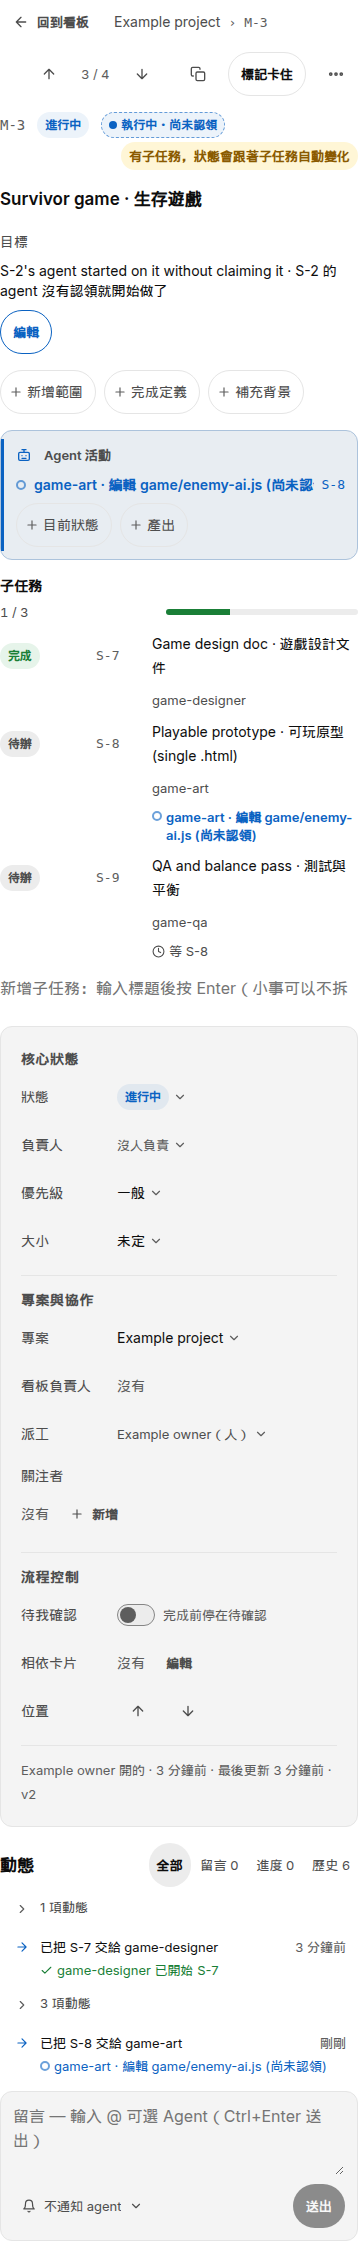 回到看板 Example project › M-3
3 / 4 標記卡住
M-3 進行中 執行中・尚未認領
有子任務，狀態會跟著子任務自動變化
Survivor game · 生存遊戲
目標
S-2's agent started on it without claiming it · S-2 的
agent 沒有認領就開始做了
編輯
新增範圍 完成定義 補充背景
Agent 活動
game-art · 編輯 game/enemy-ai.js (尚未認 S-8
目前狀態 產出
子任務
1 / 3
完成 S-7 Game design doc · 遊戲設計文
件
game-designer
待辦 S-8 Playable prototype · 可玩原型
(single .html)
game-art
game-art · 編輯 game/enemy-
ai.js (尚未認領)
待辦 S-9 QA and balance pass · 測試與
平衡
game-qa
等 S-8
新增子任務：輸入標題後按 Enter（小事可以不拆
核心狀態
狀態 進行中
負責人 沒人負責
優先級 一般
大小 未定
專案與協作
專案 Example project
看板負責人 沒有
派工 Example owner（人）
關注者
沒有 新增
流程控制
待我確認 完成前停在待確認
相依卡片 沒有 編輯
位置
Example owner 開的 · 3 分鐘前 · 最後更新 3 分鐘前 ·
v2
動態 全部 留言 0 進度 0 歷史 6
1 項動態
已把 S-7 交給 game-designer 3 分鐘前
game-designer 已開始 S-7
3 項動態
已把 S-8 交給 game-art 剛剛
game-art · 編輯 game/enemy-ai.js (尚未認領)
留言 — 輸入 @ 可選 Agent（Ctrl+Enter 送
出）
不通知 agent 送出